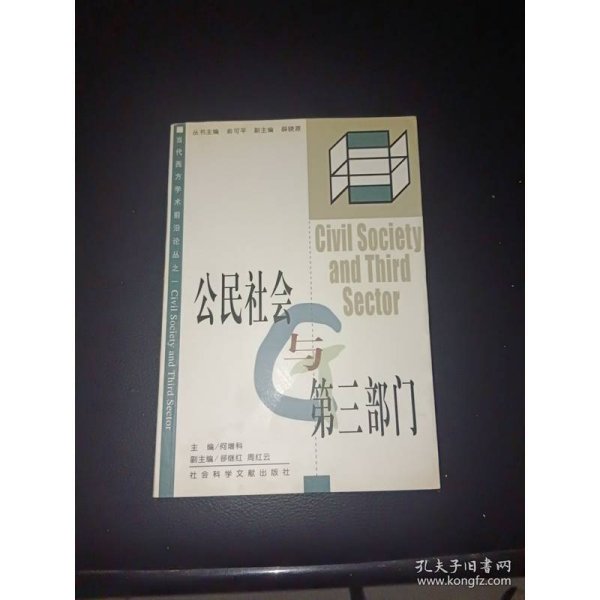 丛书主编 俞可平 副主编 薛晓源
当代西方学术前沿论丛之一 Civil Society and Third Sector
Civil Society
and Third
Sector
公民社会
与
第三部门
主 编/何增科
副主编/郤继红 周红云
社会科学文献出版社
孔夫子旧书网
www.kongfz.com